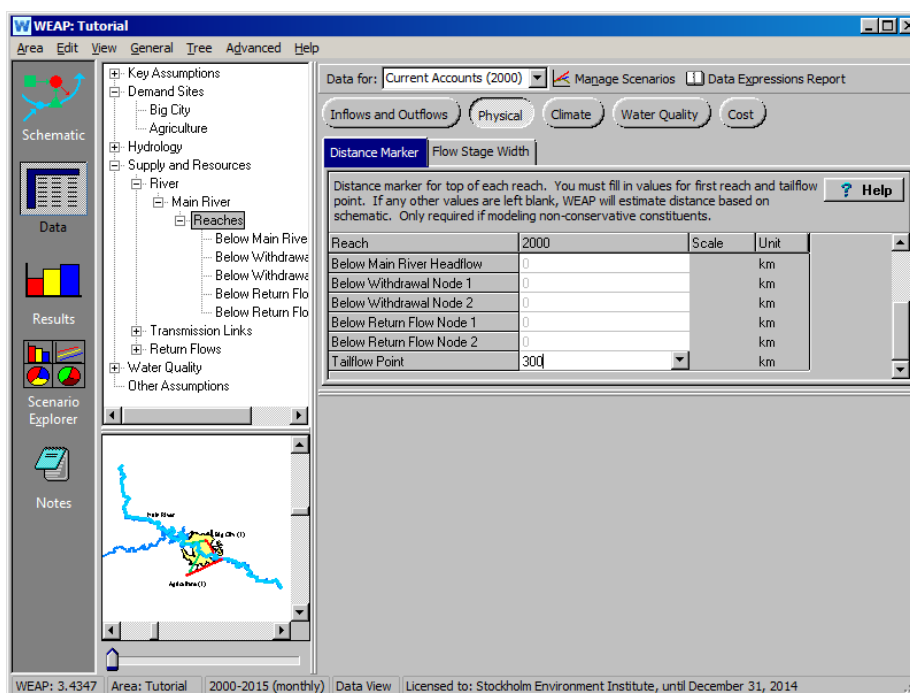 WEAP: Tutorial
Area Edit View General Tree Advanced Help
Schematic
Data
Results
Scenario
Explorer
Notes
Key Assumptions
Demand Sites
Big City
Agriculture
Hydrology
Supply and Resources
River
Main River
Reaches
Below Main Rive
Below Withdrawa
Below Withdrawa
Below Return Flo
Below Return Flo
Transmission Links
Return Flows
Water Quality
Other Assumptions
Main River
Big City (1)
Agriculture (1)
Data for: Current Accounts (2000) Manage Scenarios Data Expressions Report
Inflows and Outflows Physical Climate Water Quality Cost
Distance Marker Flow Stage Width
Distance marker for top of each reach. You must fill in values for first reach and tailflow
point. If any other values are left blank, WEAP will estimate distance based on
schematic. Only required if modeling non-conservative constituents.
? Help
Reach 2000 Scale Unit
Below Main River Headflow 0 km
Below Withdrawal Node 1 0 km
Below Withdrawal Node 2 0 km
Below Return Flow Node 1 0 km
Below Return Flow Node 2 0 km
Tailflow Point 300 km
WEAP: 3.4347 Area: Tutorial 2000-2015 (monthly) Data View Licensed to: Stockholm Environment Institute, until December 31, 2014